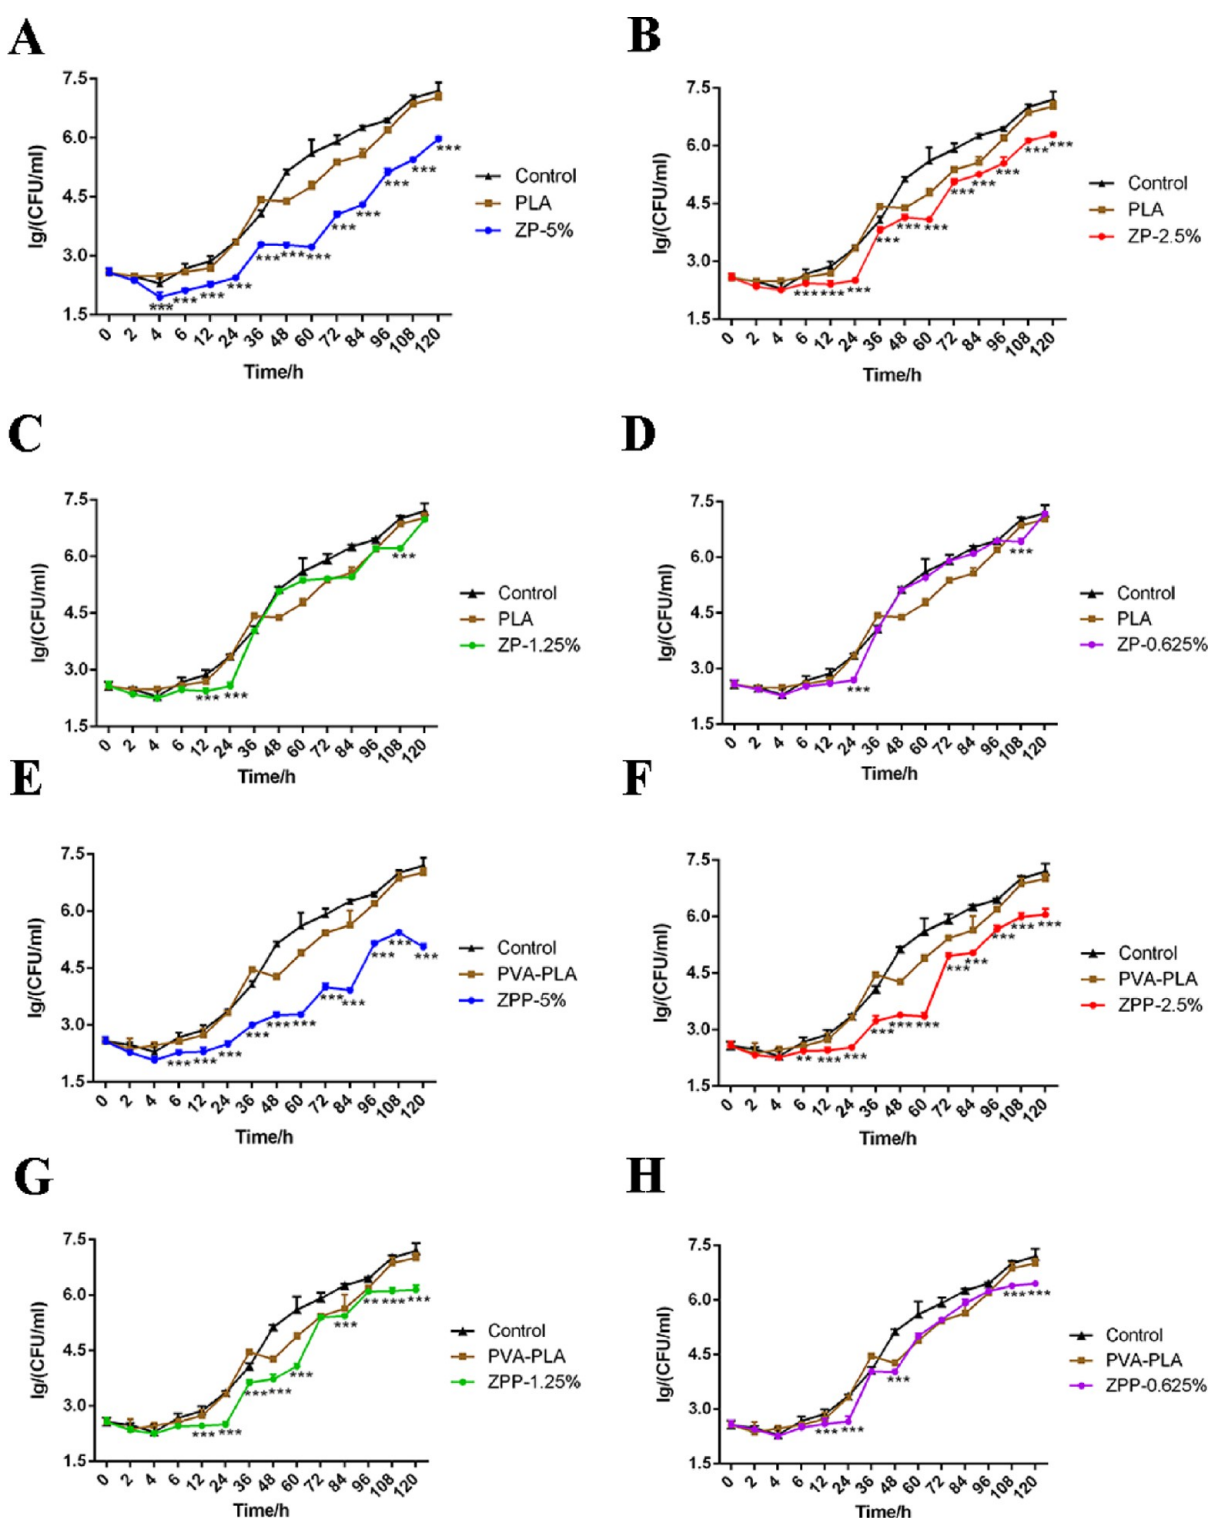 A
7.5
6.0
4.5
3.0
1.5
lg/(CFU/ml)
Control
PLA
ZP-5%
*** *** *** *** *** *** *** *** *** *** *** ***
0 2 4 6 12 24 36 48 60 72 84 96 108 120
Time/h
B
7.5
6.0
4.5
3.0
1.5
lg/(CFU/ml)
Control
PLA
ZP-2.5%
****** *** *** *** *** *** *** *** *** ***
0 2 4 6 12 24 36 48 60 72 84 96 108 120
Time/h
C
7.5
6.0
4.5
3.0
1.5
lg/(CFU/ml)
Control
PLA
ZP-1.25%
*** *** ***
0 2 4 6 12 24 36 48 60 72 84 96 108 120
Time/h
D
7.5
6.0
4.5
3.0
1.5
lg/(CFU/ml)
Control
PLA
ZP-0.625%
*** ***
0 2 4 6 12 24 36 48 60 72 84 96 108 120
Time/h
E
7.5
6.0
4.5
3.0
1.5
lg/(CFU/ml)
Control
PVA-PLA
ZPP-5%
*** *** *** *** *** *** *** *** *** *** ***
0 2 4 6 12 24 36 48 60 72 84 96 108 120
Time/h
F
7.5
6.0
4.5
3.0
1.5
lg/(CFU/ml)
Control
PVA-PLA
ZPP-2.5%
** *** *** *** *** *** *** *** *** *** ***
0 2 4 6 12 24 36 48 60 72 84 96 108 120
Time/h
G
7.5
6.0
4.5
3.0
1.5
lg/(CFU/ml)
Control
PVA-PLA
ZPP-1.25%
*** *** *** *** *** *** ** *** ***
0 2 4 6 12 24 36 48 60 72 84 96 108 120
Time/h
H
7.5
6.0
4.5
3.0
1.5
lg/(CFU/ml)
Control
PVA-PLA
ZPP-0.625%
*** *** *** *** ***
0 2 4 6 12 24 36 48 60 72 84 96 108 120
Time/h